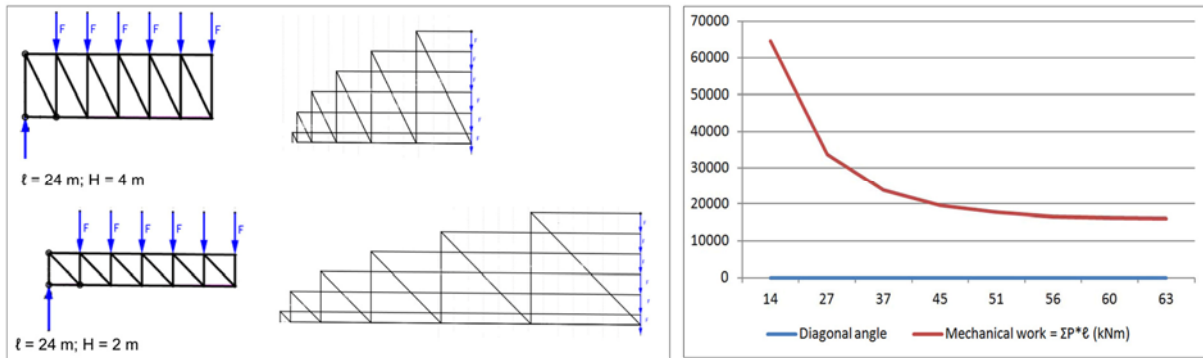 F F F F F
ℓ = 24 m; H = 4 m
F
F
F
F
F
F
F F F F F
ℓ = 24 m; H = 2 m
F
F
F
F
F
F
70000
60000
50000
40000
30000
20000
10000
0
14 27 37 45 51 56 60 63
Diagonal angle Mechanical work = ΣP*ℓ (kNm)